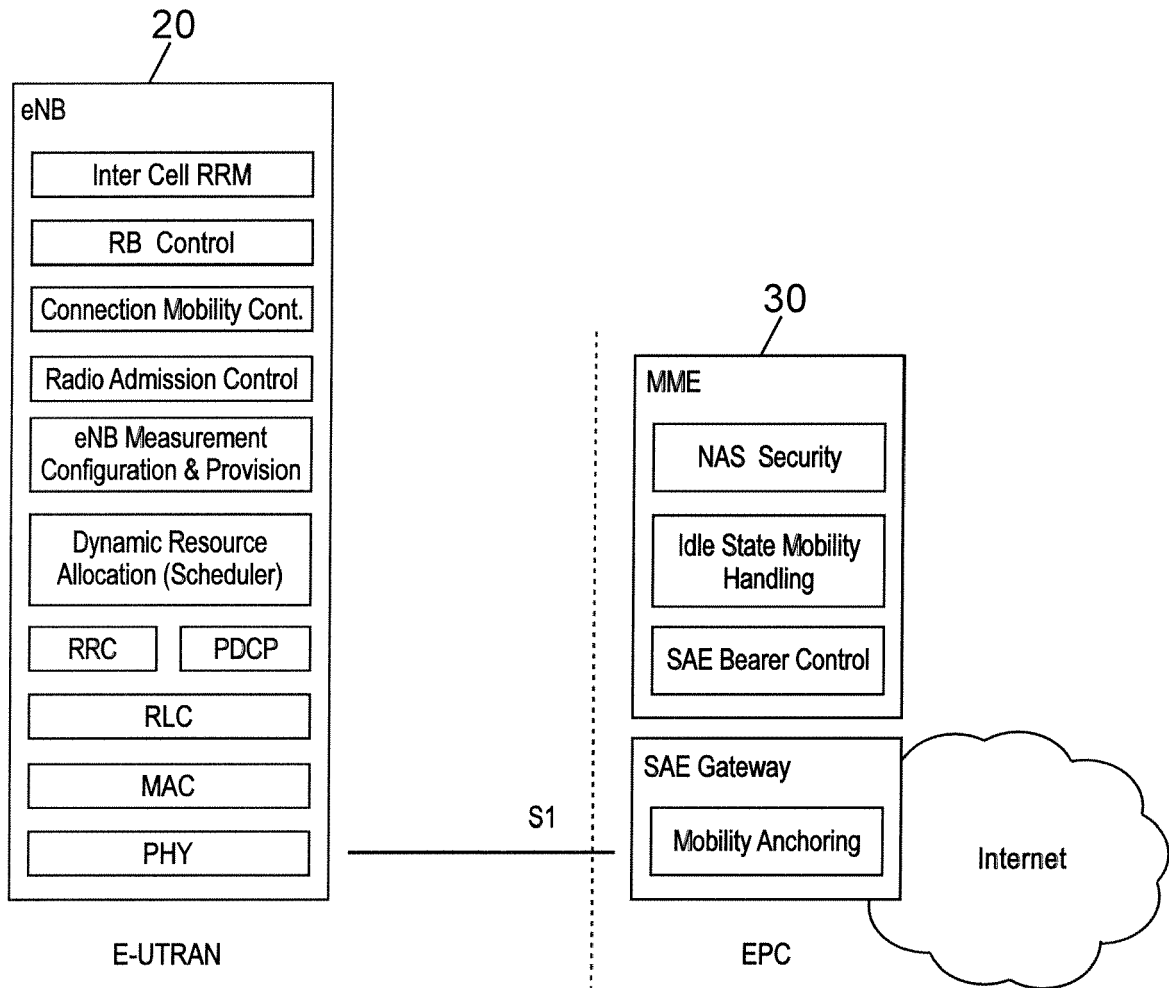 20
eNB
Inter Cell RRM
RB Control
Connection Mobility Cont.
Radio Admission Control
eNB Measurement
Configuration & Provision
Dynamic Resource
Allocation (Scheduler)
RRC
PDCP
RLC
MAC
PHY
E-UTRAN
S1
30
MME
NAS Security
Idle State Mobility
Handling
SAE Bearer Control
SAE Gateway
Mobility Anchoring
Internet
EPC